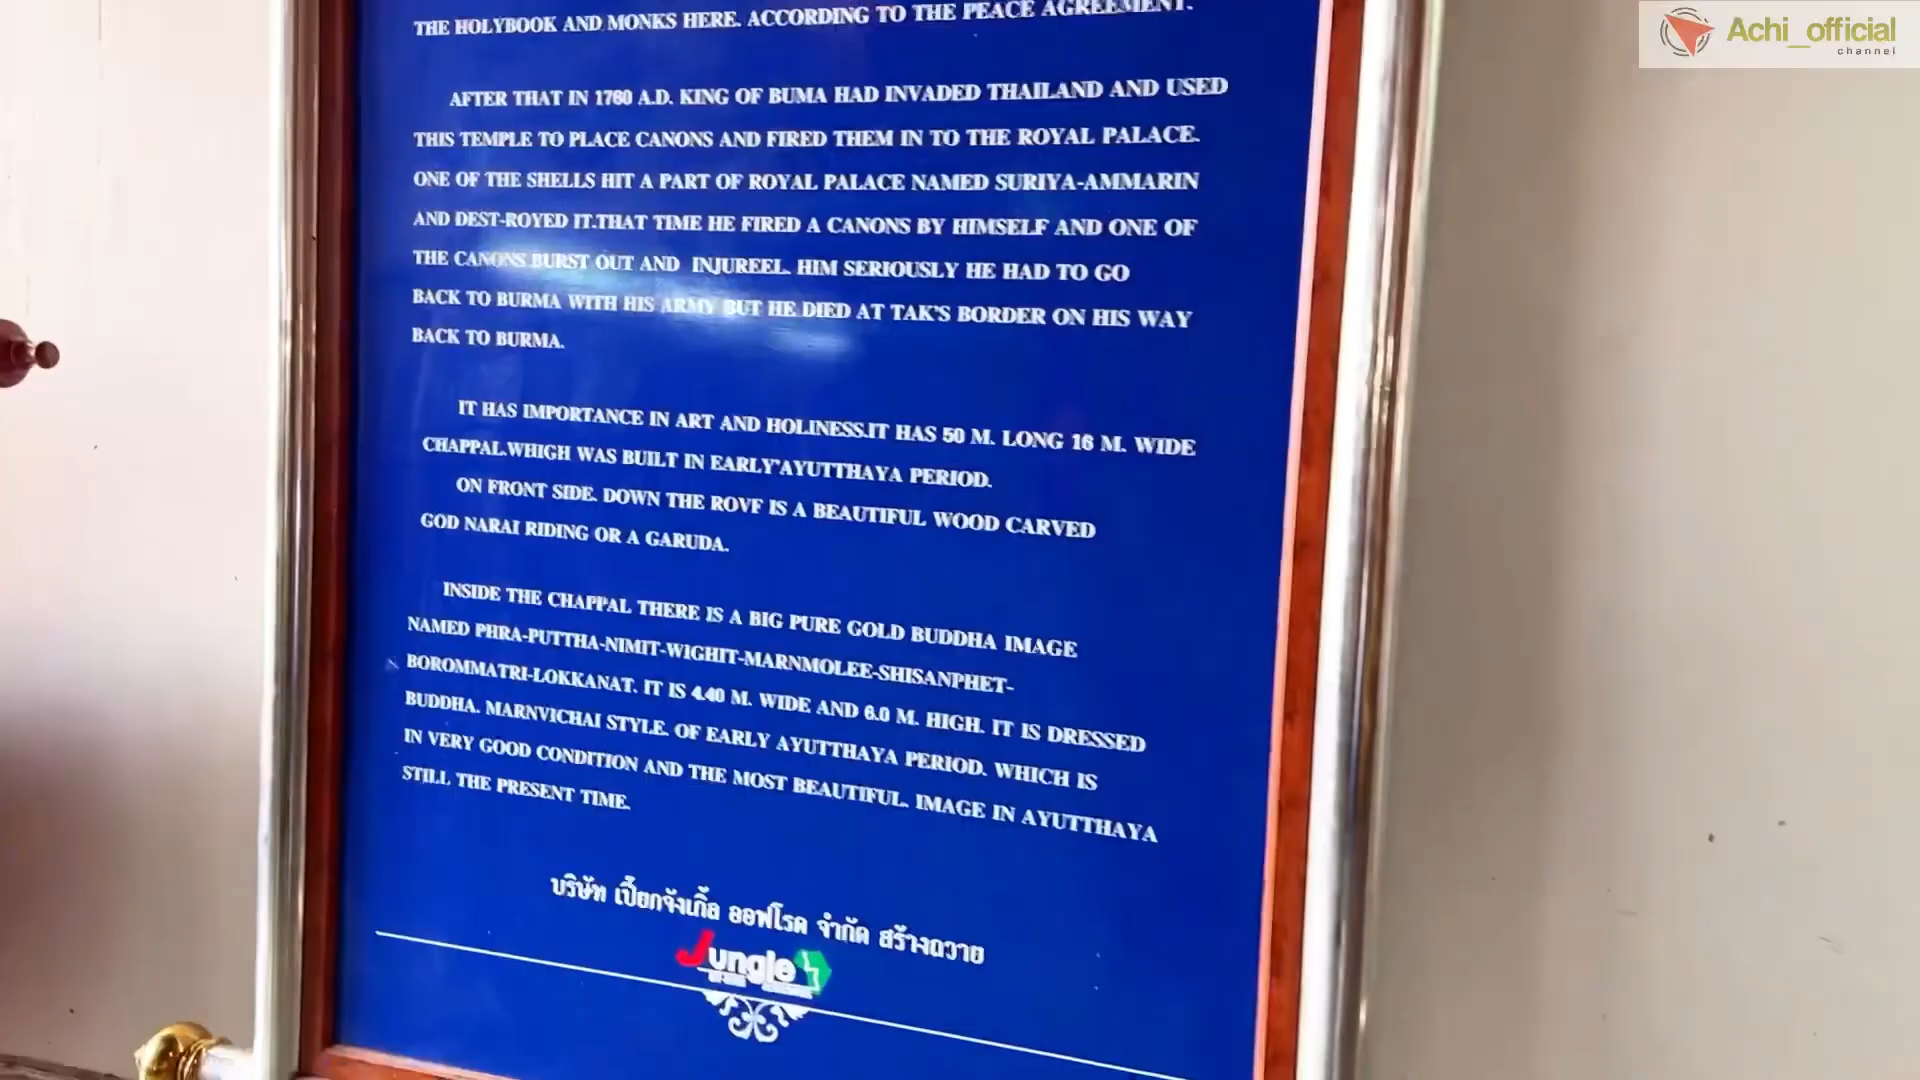 Achi_official
channel
THE HOLYBOOK AND MONKS HERE. ACCORDING TO THE PEACE AGREEMENT.
AFTER THAT IN 1760 A.D. KING OF BUMA HAD INVADED THAILAND AND USED
THIS TEMPLE TO PLACE CANONS AND FIRED THEM IN TO THE ROYAL PALACE.
ONE OF THE SHELLS HIT A PART OF ROYAL PALACE NAMED SURIYA-AMMARIN
AND DEST-ROYED IT.THAT TIME HE FIRED A CANONS BY HIMSELF AND ONE OF
THE CANONS BURST OUT AND INJUREEL. HIM SERIOUSLY HE HAD TO GO
BACK TO BURMA WITH HIS ARMY BUT HE DIED AT TAK'S BORDER ON HIS WAY
BACK TO BURMA.
IT HAS IMPORTANCE IN ART AND HOLINESS.IT HAS 50 M. LONG 16 M. WIDE
CHAPPAL.WHIGH WAS BUILT IN EARLY'AYUTTHAYA PERIOD.
ON FRONT SIDE. DOWN THE ROVF IS A BEAUTIFUL WOOD CARVED
GOD NARAI RIDING OR A GARUDA.
INSIDE THE CHAPPAL THERE IS A BIG PURE GOLD BUDDHA IMAGE
NAMED PHRA-PUTTHA-NIMIT-WIGHIT-MARNMOLEE-SHISANPHET-
BOROMMATRI-LOKKANAT. IT IS 4.40 M. WIDE AND 6.0 M. HIGH. IT IS DRESSED
BUDDHA. MARNVICHAI STYLE. OF EARLY AYUTTHAYA PERIOD. WHICH IS
IN VERY GOOD CONDITION AND THE MOST BEAUTIFUL. IMAGE IN AYUTTHAYA
STILL THE PRESENT TIME.
บริษัท เปี๊ยกจังเกิ้ล ออฟโรด จำกัด สร้างถวาย
Jungle